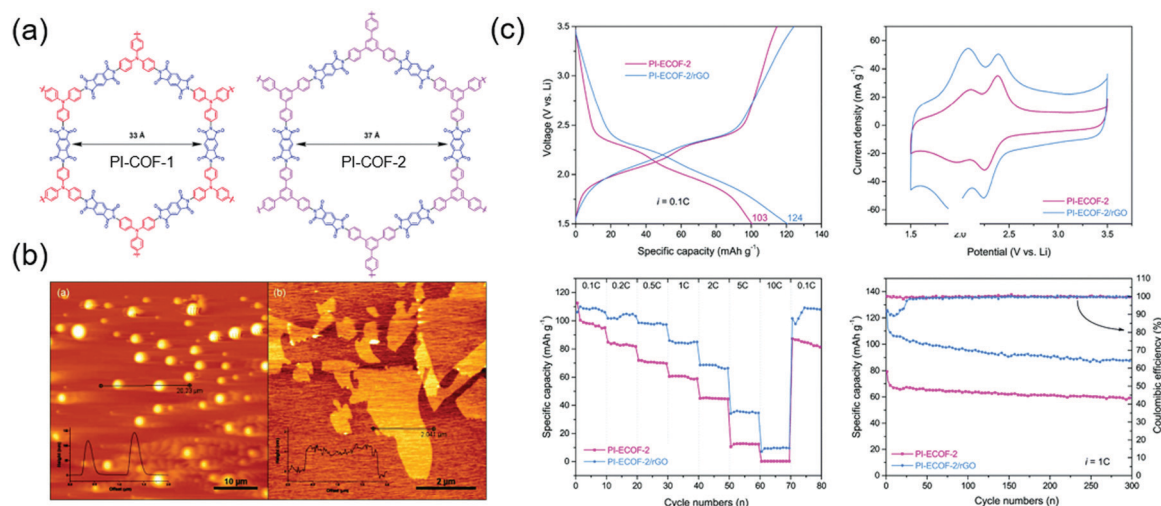 (a)
33 Å
PI-COF-1
37 Å
PI-COF-2
(b)
(a)
10 µm
(b)
2 µm
(c)
Voltage (V vs. Li)
3.5
3.0
2.5
2.0
1.5
PI-ECOF-2
PI-ECOF-2/rGO
i = 0.1C
103
124
0 20 40 60 80 100 120 140
Specific capacity (mAh g⁻¹)
Current density (mA g⁻¹)
60
40
20
0
-20
-40
-60
PI-ECOF-2
PI-ECOF-2/rGO
1.5 2.0 2.5 3.0 3.5
Potential (V vs. Li)
Specific capacity (mAh g⁻¹)
120
100
80
60
40
20
0
0.1C 0.2C 0.5C 1C 2C 5C 10C 0.1C
PI-ECOF-2
PI-ECOF-2/rGO
0 10 20 30 40 50 60 70 80
Cycle numbers (n)
Specific capacity (mAh g⁻¹)
140
120
100
80
60
40
20
0
110
100
90
80
70
60
50
40
30
20
10
0
Coulombic efficiency (%)
PI-ECOF-2
PI-ECOF-2/rGO
i = 1C
0 50 100 150 200 250 300
Cycle numbers (n)